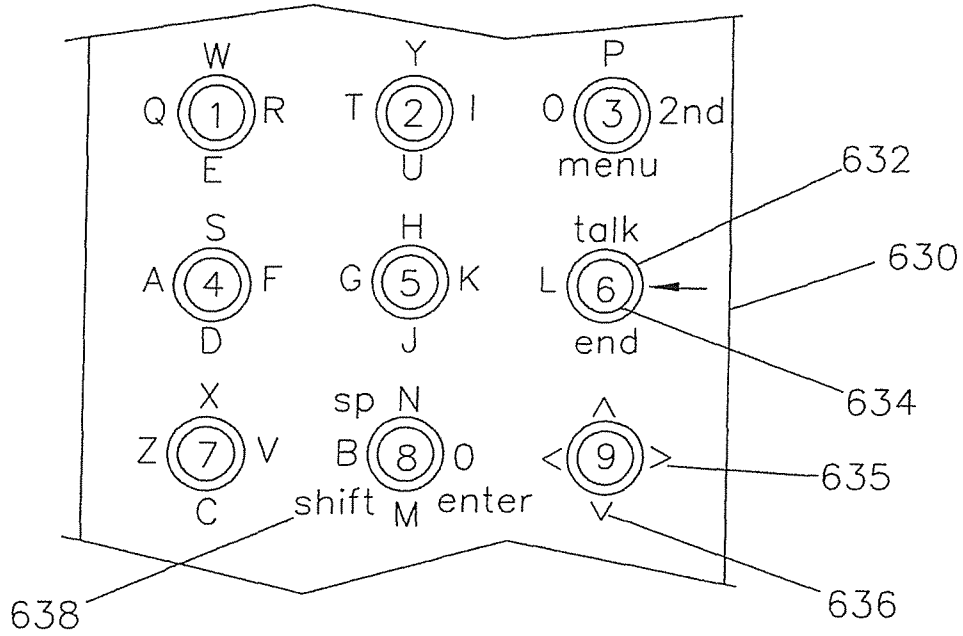 W Y P
Q 1 R T 2 I O 3 2nd
E U menu
632
S H talk
630
A 4 F G 5 K L 6
D J end
634
X sp N ^
Z 7 V B 8 0 < 9 >
635
C shift M enter v
638 636